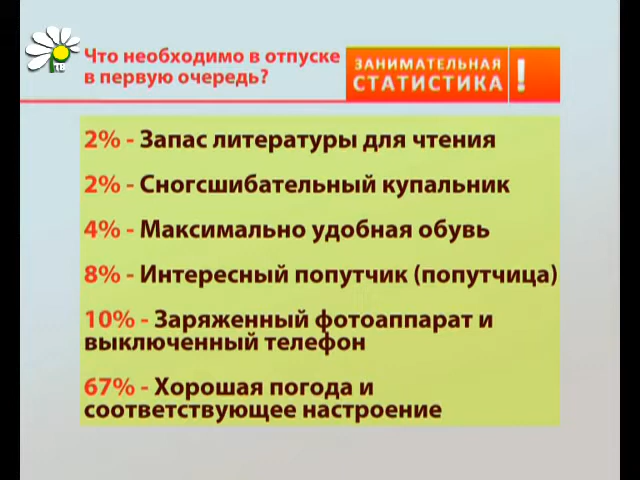 Что необходимо в отпуске
в первую очередь?
ЗАНИМАТЕЛЬНАЯ
СТАТИСТИКА !
ТВ
2% - Запас литературы для чтения
2% - Сногсшибательный купальник
4% - Максимально удобная обувь
8% - Интересный попутчик (попутчица)
10% - Заряженный фотоаппарат и
выключенный телефон
67% - Хорошая погода и
соответствующее настроение